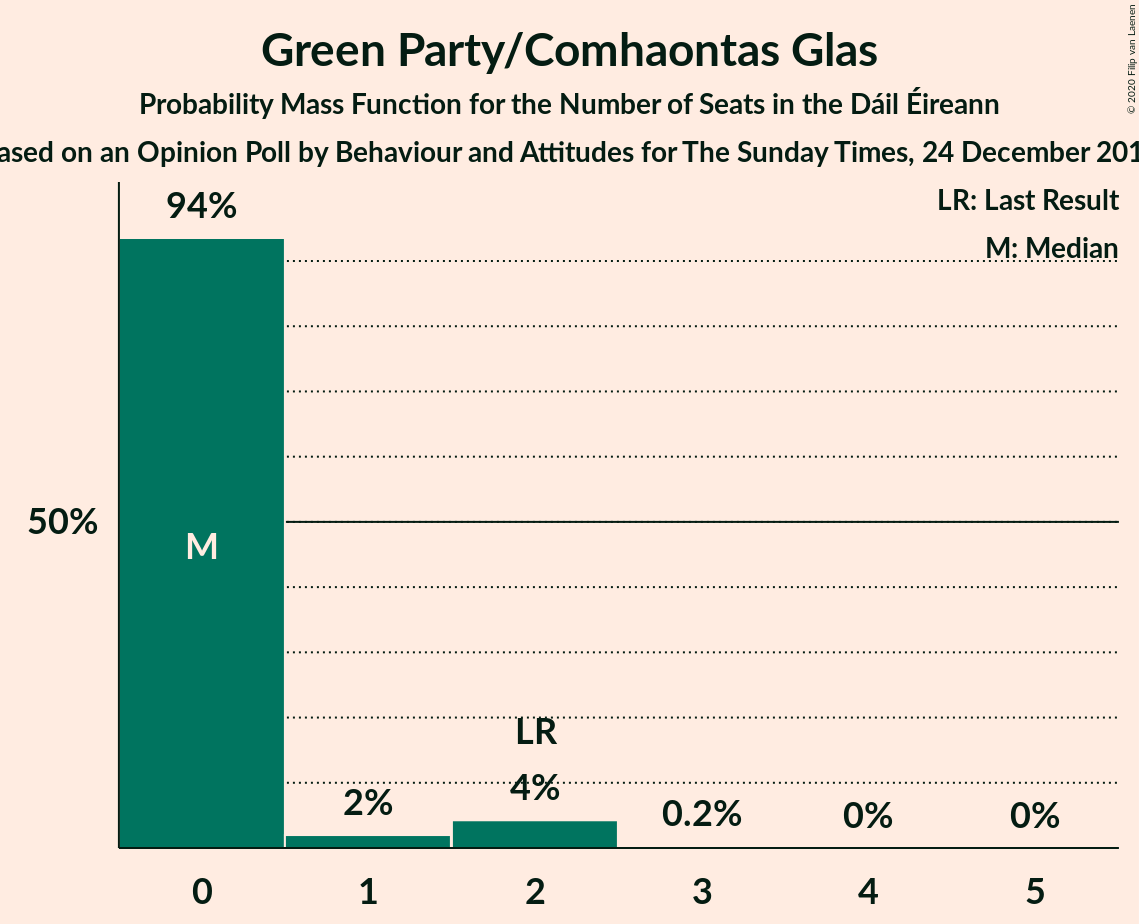 Green Party/Comhaontas Glas
Probability Mass Function for the Number of Seats in the Dáil Éireann
ased on an Opinion Poll by Behaviour and Attitudes for The Sunday Times, 24 December 201
© 2020 Filip van Laenen
LR: Last Result
M: Median
94%
50%
M
LR
2%
4%
0.2%
0%
0%
0
1
2
3
4
5